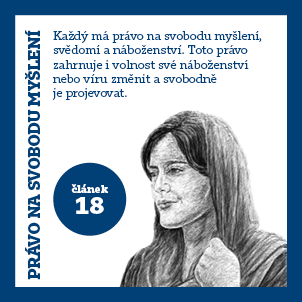 Každý má právo na svobodu myšlení,
svědomí a náboženství. Toto právo
zahrnuje i volnost své náboženství
nebo víru změnit a svobodně
je projevovat.
PRÁVO NA SVOBODU MYŠLENÍ
článek
18